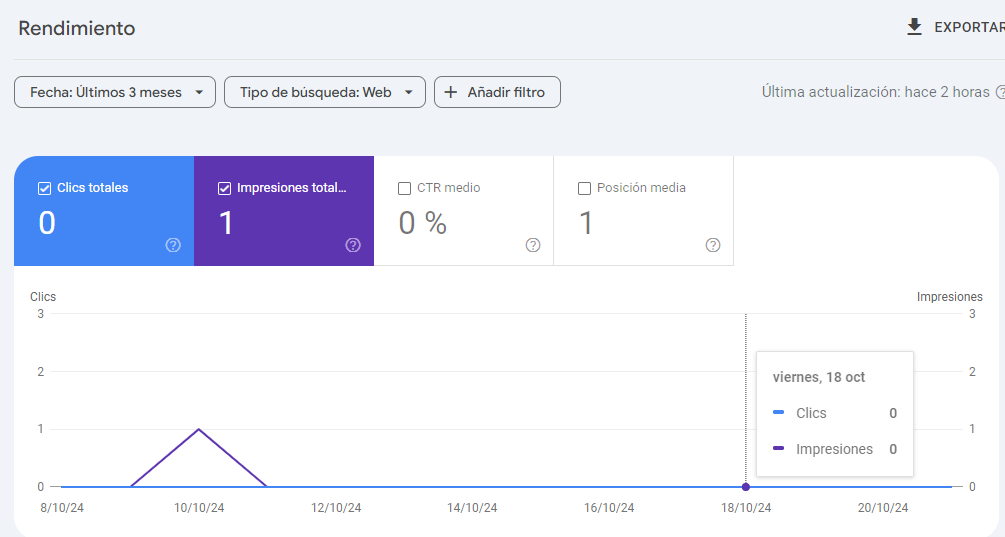 Rendimiento
EXPORTAR
Fecha: Últimos 3 meses
Tipo de búsqueda: Web
+ Añadir filtro
Última actualización: hace 2 horas
Clics totales
0
Impresiones total...
1
CTR medio
0 %
Posición media
1
Clics
Impresiones
3
3
2
2
1
1
0
0
viernes, 18 oct
Clics 0
Impresiones 0
8/10/24
10/10/24
12/10/24
14/10/24
16/10/24
18/10/24
20/10/24